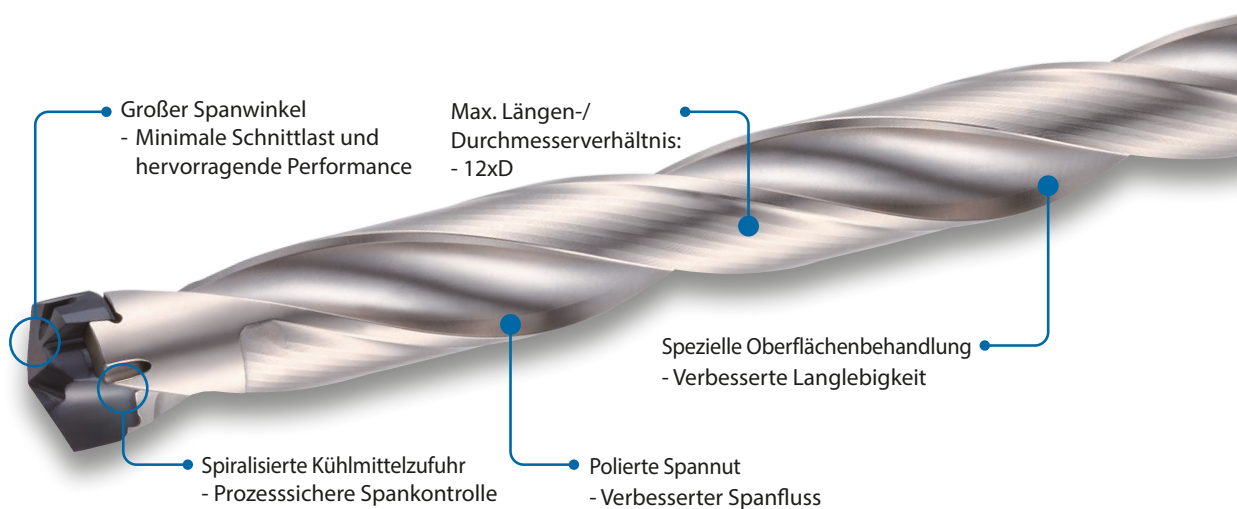 Großer Spanwinkel
- Minimale Schnittlast und
hervorragende Performance
Max. Längen-/
Durchmesserverhältnis:
- 12xD
Spezielle Oberflächenbehandlung
- Verbesserte Langlebigkeit
Spiralisierte Kühlmittelzufuhr
- Prozesssichere Spankontrolle
Polierte Spannut
- Verbesserter Spanfluss